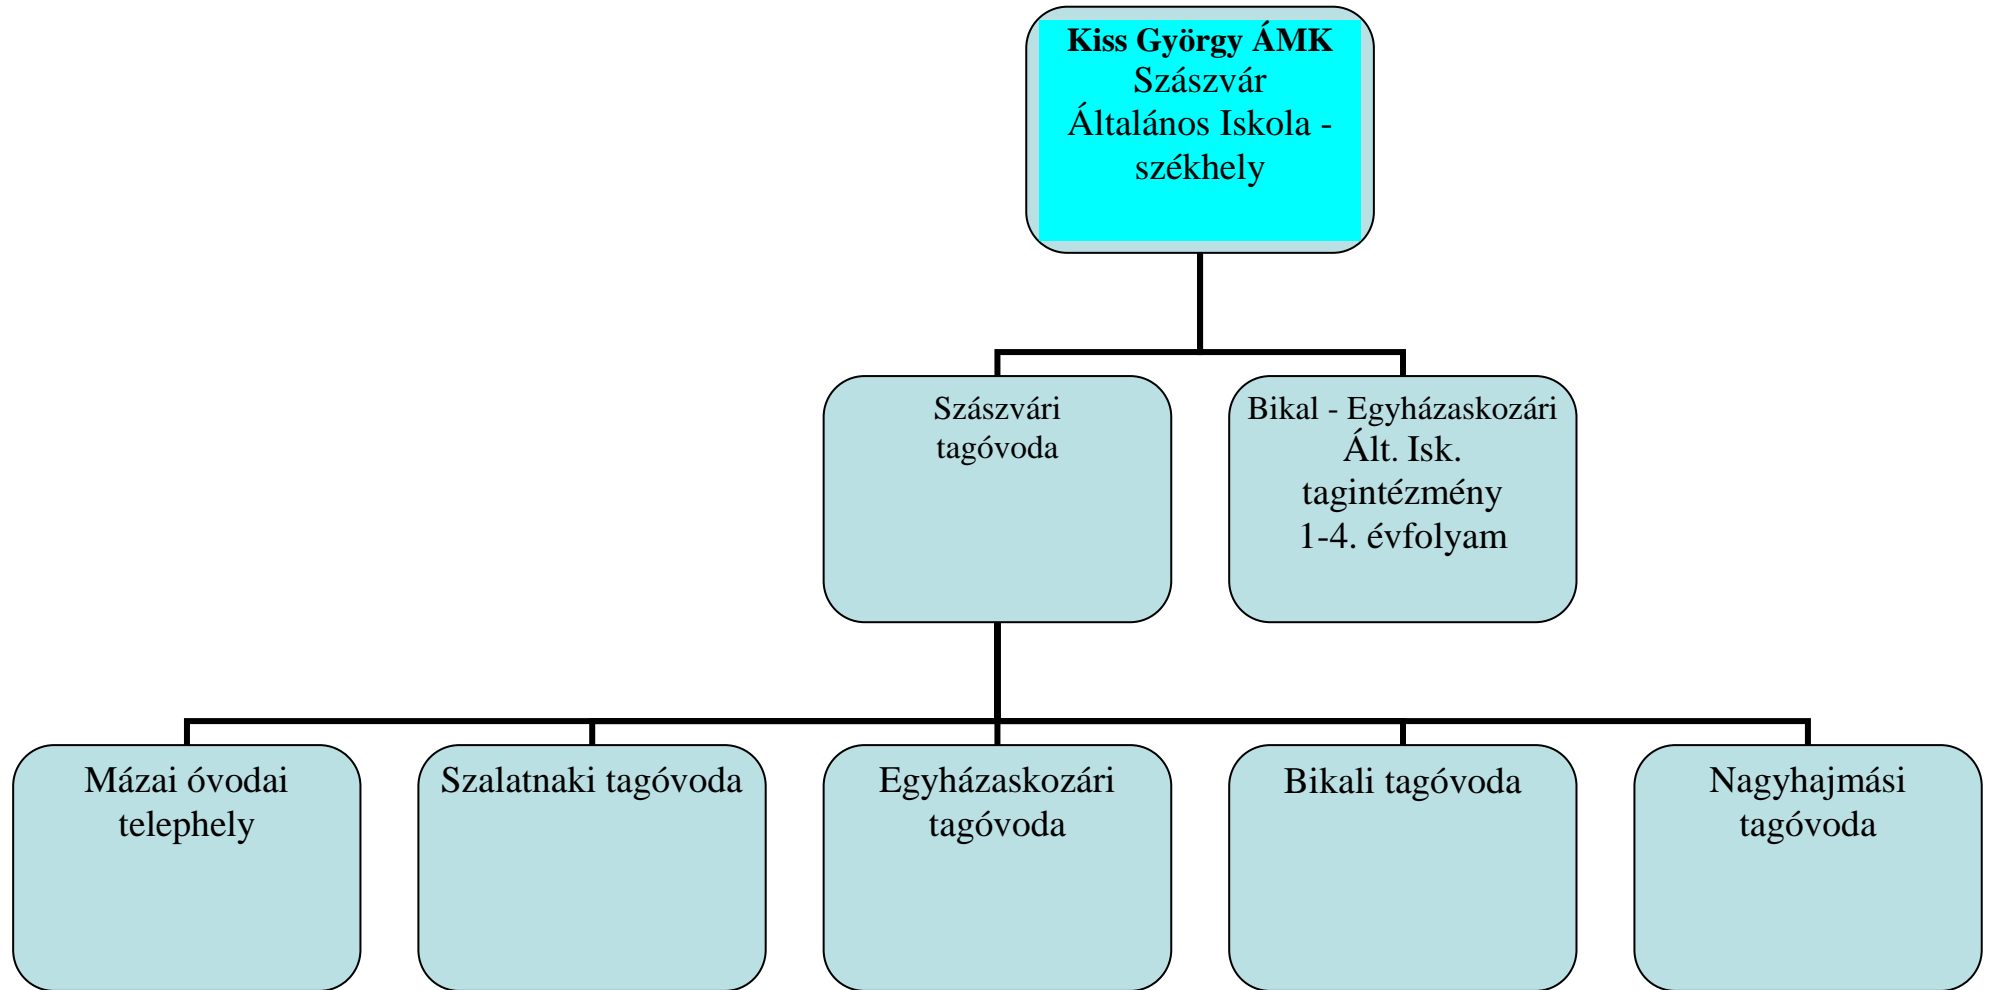 Kiss György ÁMK
Szászvár
Általános Iskola -
székhely
Szászvári
tagóvoda
Bikal - Egyházaskozári
Ált. Isk.
tagintézmény
1-4. évfolyam
Mázai óvodai
telephely
Szalatnaki tagóvoda
Egyházaskozári
tagóvoda
Bikali tagóvoda
Nagyhajmási
tagóvoda